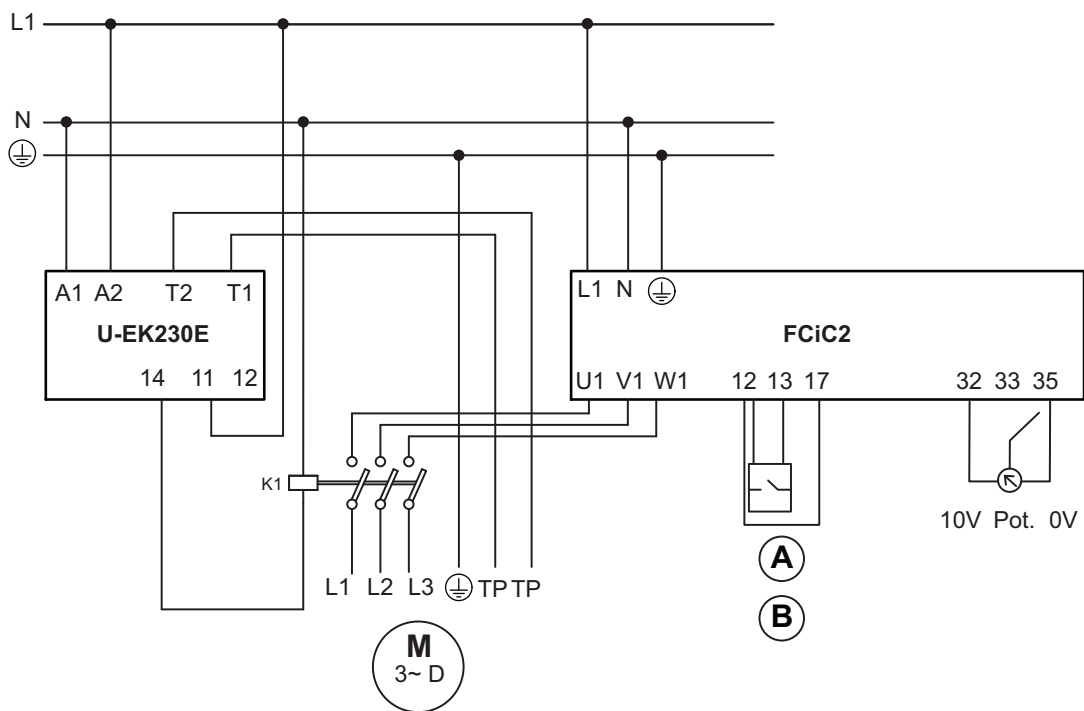 L1
N
A1 A2 T2 T1
U-EK230E
14 11 12
L1 N
FCiC2
U1 V1 W1 12 13 17 32 33 35
K1
10V Pot. 0V
L1 L2 L3 TP TP
A
B
M
3~ D